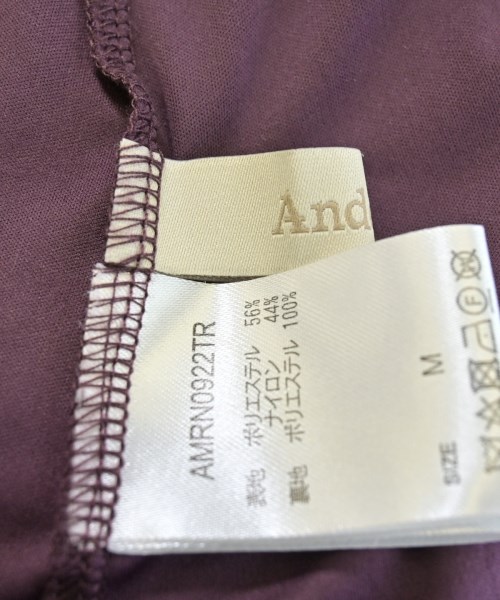 And
AMRN0922TR
表地 ポリエステル 56%
ナイロン 44%
裏地 ポリエステル 100%
SIZE M
F